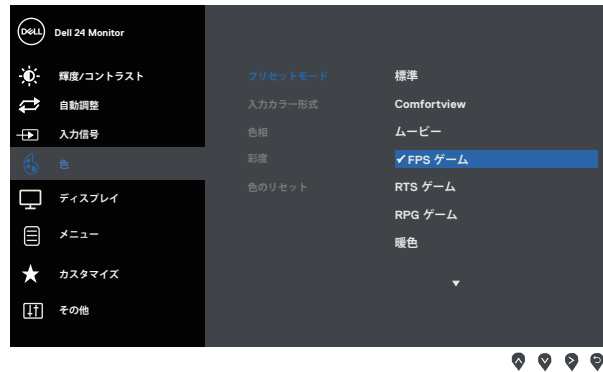 DELL Dell 24 Monitor
輝度/コントラスト
自動調整
入力信号
色
ディスプレイ
メニュー
カスタマイズ
その他
プリセットモード
入力カラー形式
色相
彩度
色のリセット
標準
Comfortview
ムービー
✔FPS ゲーム
RTS ゲーム
RPG ゲーム
暖色